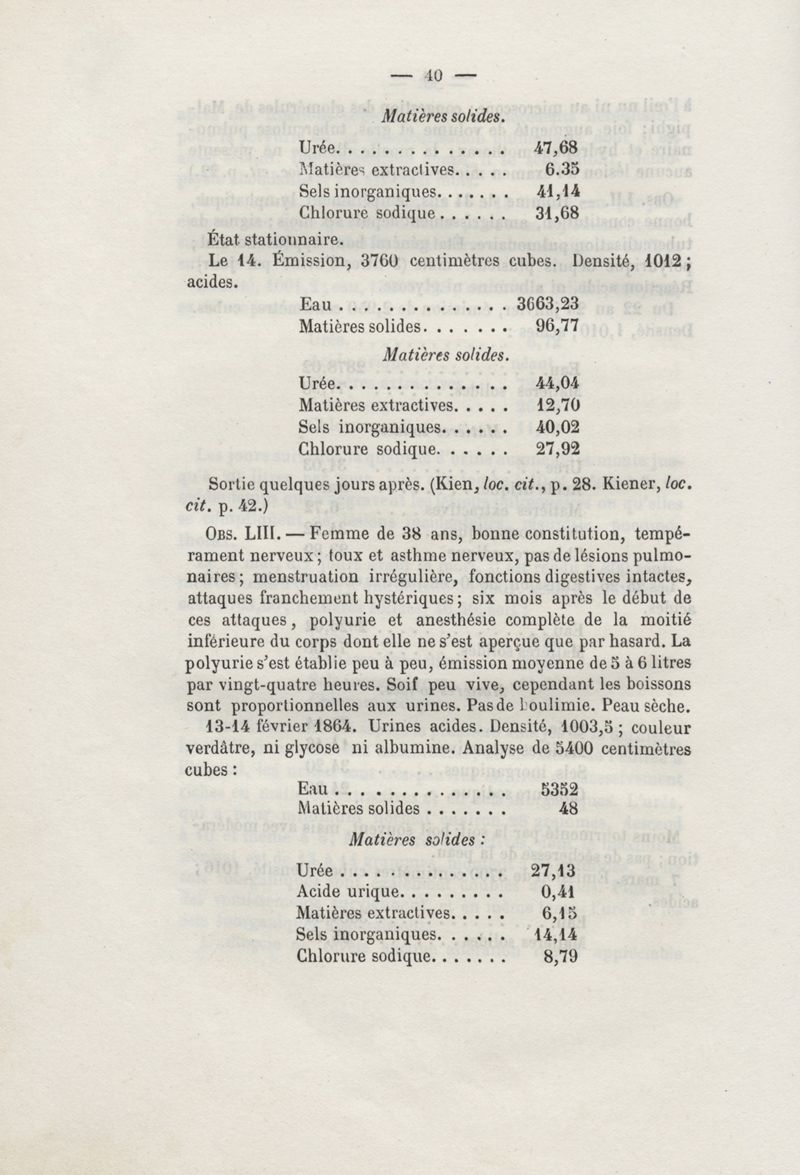 — 40 —
Matières solides.
Urée. . . . . . . . . . . . . . 47,68
Matières extractives. . . . . 6.35
Sels inorganiques. . . . . . . 41,14
Chlorure sodique . . . . . . 31,68
État stationnaire.
Le 14. Émission, 3760 centimètres cubes. Densité, 1012 ;
acides.
Eau . . . . . . . . . . . . . . 3663,23
Matières solides. . . . . . . 96,77
Matières solides.
Urée. . . . . . . . . . . . . . 44,04
Matières extractives. . . . . 12,70
Sels inorganiques. . . . . . 40,02
Chlorure sodique. . . . . . 27,92
Sortie quelques jours après. (Kien, loc. cit., p. 28. Kiener, loc.
cit. p. 42.)
OBS. LIII. — Femme de 38 ans, bonne constitution, tempé-
rament nerveux ; toux et asthme nerveux, pas de lésions pulmo-
naires ; menstruation irrégulière, fonctions digestives intactes,
attaques franchement hystériques ; six mois après le début de
ces attaques, polyurie et anesthésie complète de la moitié
inférieure du corps dont elle ne s'est aperçue que par hasard. La
polyurie s'est établie peu à peu, émission moyenne de 5 à 6 litres
par vingt-quatre heures. Soif peu vive, cependant les boissons
sont proportionnelles aux urines. Pas de boulimie. Peau sèche.
13-14 février 1864. Urines acides. Densité, 1003,5 ; couleur
verdâtre, ni glycose ni albumine. Analyse de 5400 centimètres
cubes :
Eau . . . . . . . . . . . . . . 5352
Matières solides . . . . . . . 48
Matières solides :
Urée . . . . . . . . . . . . . . 27,13
Acide urique. . . . . . . . . 0,41
Matières extractives. . . . . 6,15
Sels inorganiques. . . . . . 14,14
Chlorure sodique. . . . . . . 8,79